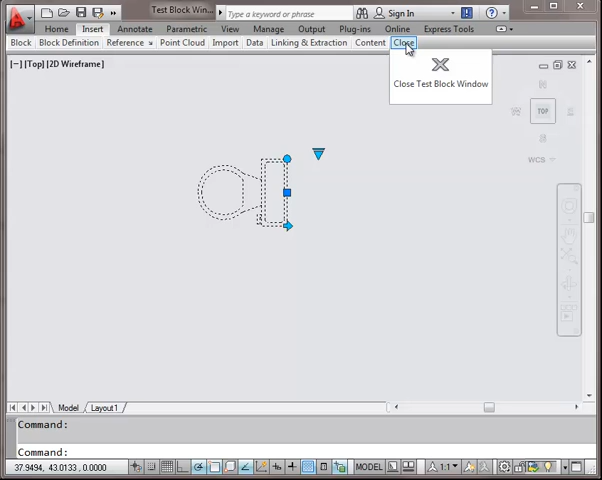 Test Block Win...
Type a keyword or phrase
Sign In
Home
Insert
Annotate
Parametric
View
Manage
Output
Plug-ins
Online
Express Tools
Block
Block Definition
Reference
Point Cloud
Import
Data
Linking & Extraction
Content
Close
Close Test Block Window
[−] [Top] [2D Wireframe]
N
W
TOP
E
S
WCS
Model
Layout1
Command:
Command:
37.9494, 43.0133, 0.0000
MODEL
1:1